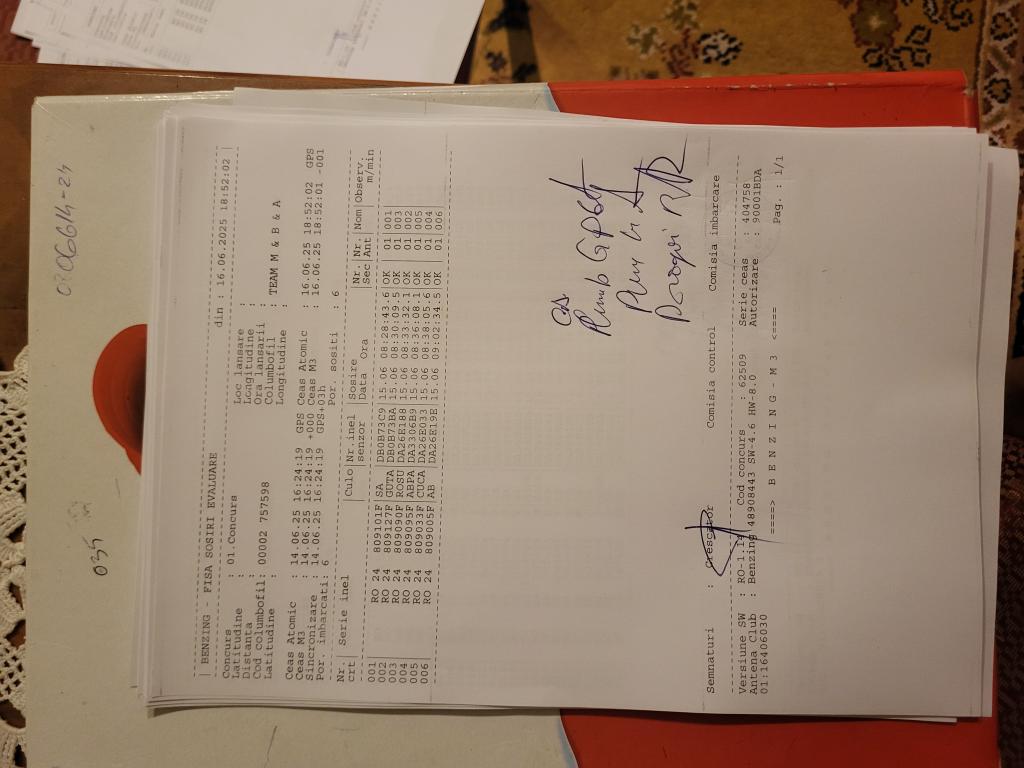 | BENZING - FISA SOSIRI EVALUARE din : 16.06.2025 18:52:02 |
Concurs : 01.Concurs Loc lansare :
Latitudine : Longitudine :
Distanta : Ora lansarii :
Cod columbofil: 00002 757598 Columbofil : TEAM M & B & A
Latitudine : Longitudine :
Ceas Atomic : 14.06.25 16:24:19 GPS Ceas Atomic : 16.06.25 18:52:02 GPS
Ceas M3 : 14.06.25 16:24:19 +000 Ceas M3 : 16.06.25 18:52:01 -001
Sincronizare : 14.06.25 16:24:19 GPS+03h
Por. imbarcati: 6 Por. sositi : 6
Nr.| Serie inel |Culo|Nr.inel |Sosire |Nr. Nr.| Nom|Observ.
crt| | |senzor |Data Ora |Sec Ant| | m/min
001| RO 24 809101F SA |DB0B73C9|15.06 08:28:43.6|OK 01|001|
002| RO 24 809127F GUTA|DB0B73BA|15.06 08:30:09.5|OK 01|003|
003| RO 24 809090F ROSU|DA26E188|15.06 08:33:32.1|OK 01|002|
004| RO 24 809095F ABPA|DA3306B9|15.06 08:36:08.1|OK 01|005|
005| RO 24 809033F CUCA|DA26E033|15.06 08:38:05.6|OK 01|004|
006| RO 24 809005F AB |DA26E19E|15.06 09:02:34.5|OK 01|006|
Semnaturi : Crescator Comisia control Comisia imbarcare
Versiune SW : RO-1.14 Cod concurs : 62509 Serie ceas : 404758
Antena Club : Benzing 48908443 SW-4.6 HW-8.0 Autorizare : 90001BDA
01:16406030
====> B E N Z I N G - M 3 <==== Pag. : 1/1
035